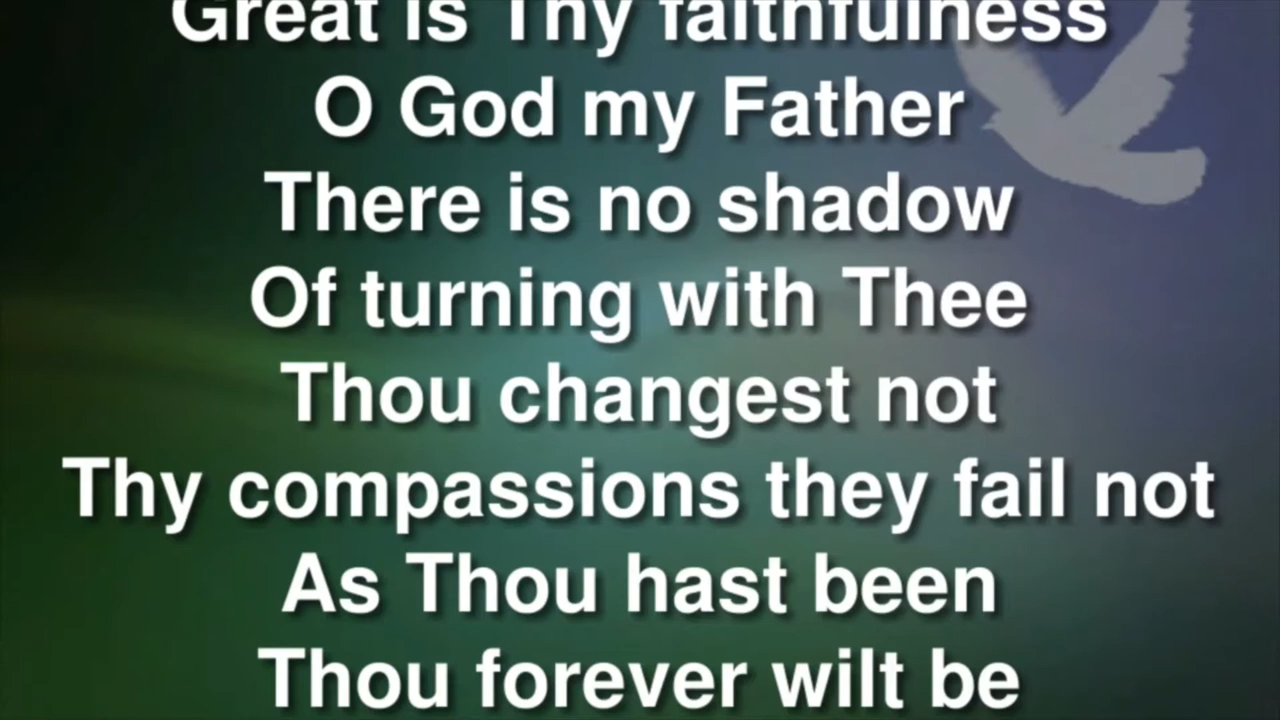 Great is Thy faithfulness
O God my Father
There is no shadow
Of turning with Thee
Thou changest not
Thy compassions they fail not
As Thou hast been
Thou forever wilt be